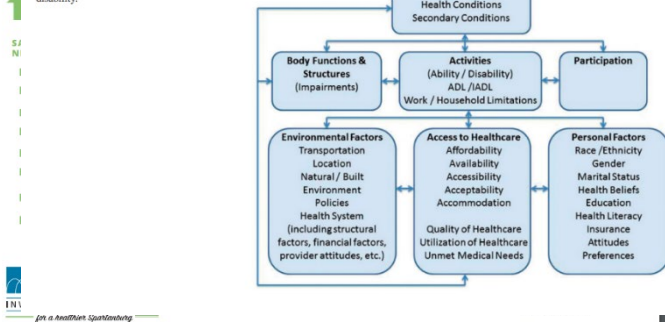 disability.
Health Conditions
Secondary Conditions
Body Functions &
Structures
(Impairments)
Activities
(Ability / Disability)
ADL /IADL
Work / Household Limitations
Participation
Environmental Factors
Transportation
Location
Natural / Built
Environment
Policies
Health System
(including structural
factors, financial factors,
provider attitudes, etc.)
Access to Healthcare
Affordability
Availability
Accessibility
Acceptability
Accommodation
Quality of Healthcare
Utilization of Healthcare
Unmet Medical Needs
Personal Factors
Race /Ethnicity
Gender
Marital Status
Health Beliefs
Education
Health Literacy
Insurance
Attitudes
Preferences
for a healthier Spartanburg